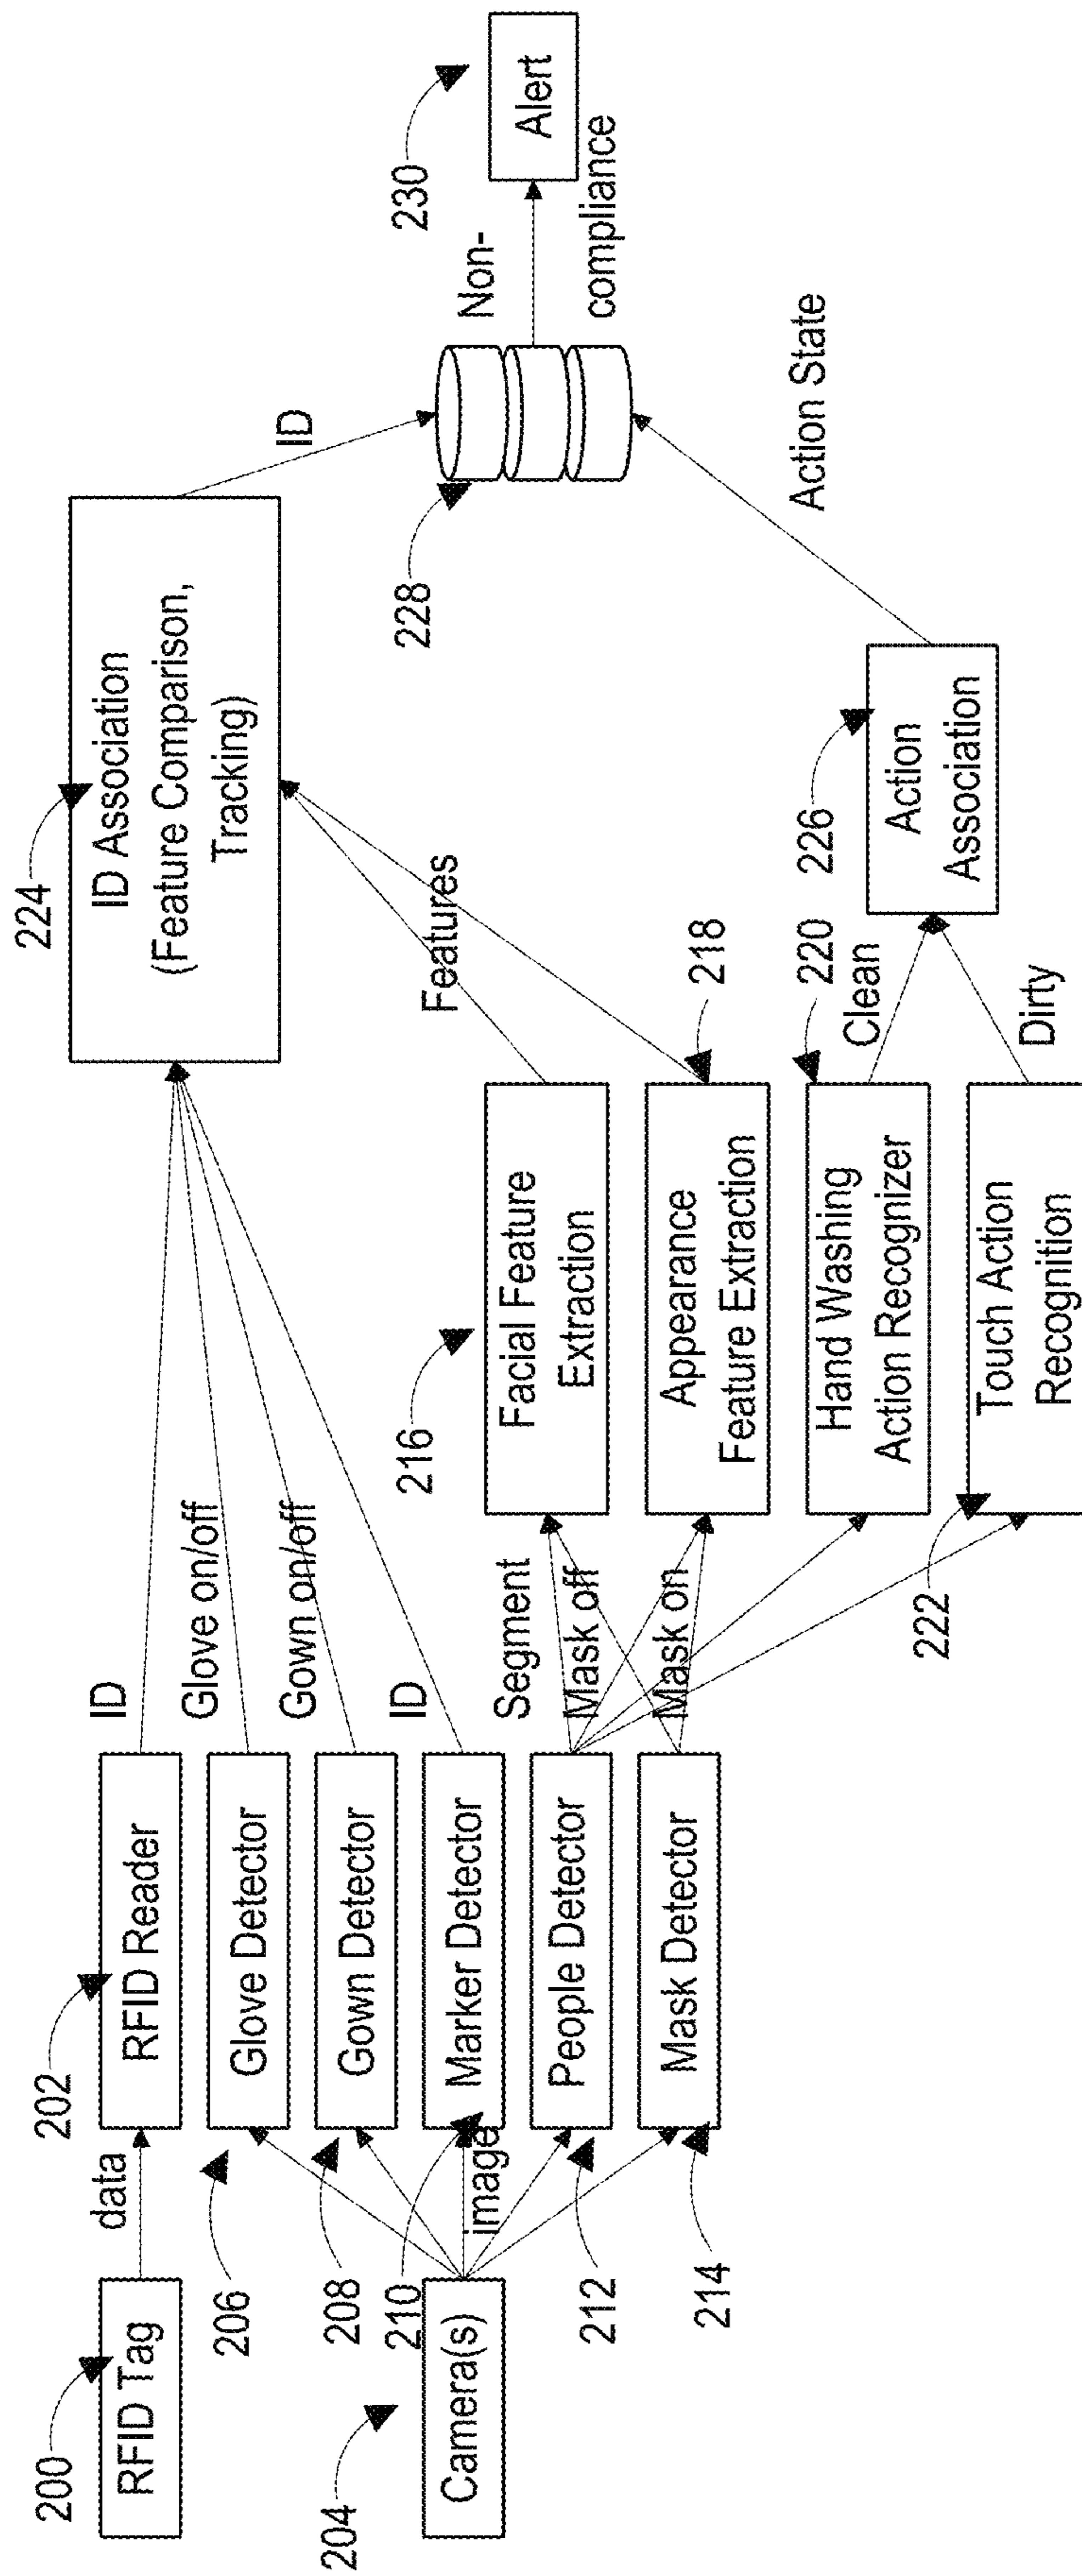 200
RFID Tag
data
202
RFID Reader
ID
204
Camera(s)
image
206
Glove Detector
Glove on/off
208
Gown Detector
Gown on/off
210
Marker Detector
ID
212
People Detector
Segment
214
Mask Detector
Mask off
Mask on
216
Facial Feature
Extraction
Features
218
Appearance
Feature Extraction
220
Hand Washing
Action Recognizer
Clean
222
Touch Action
Recognition
Dirty
224
ID Association
(Feature Comparison,
Tracking)
ID
226
Action
Association
Action State
228
Non-
compliance
230
Alert